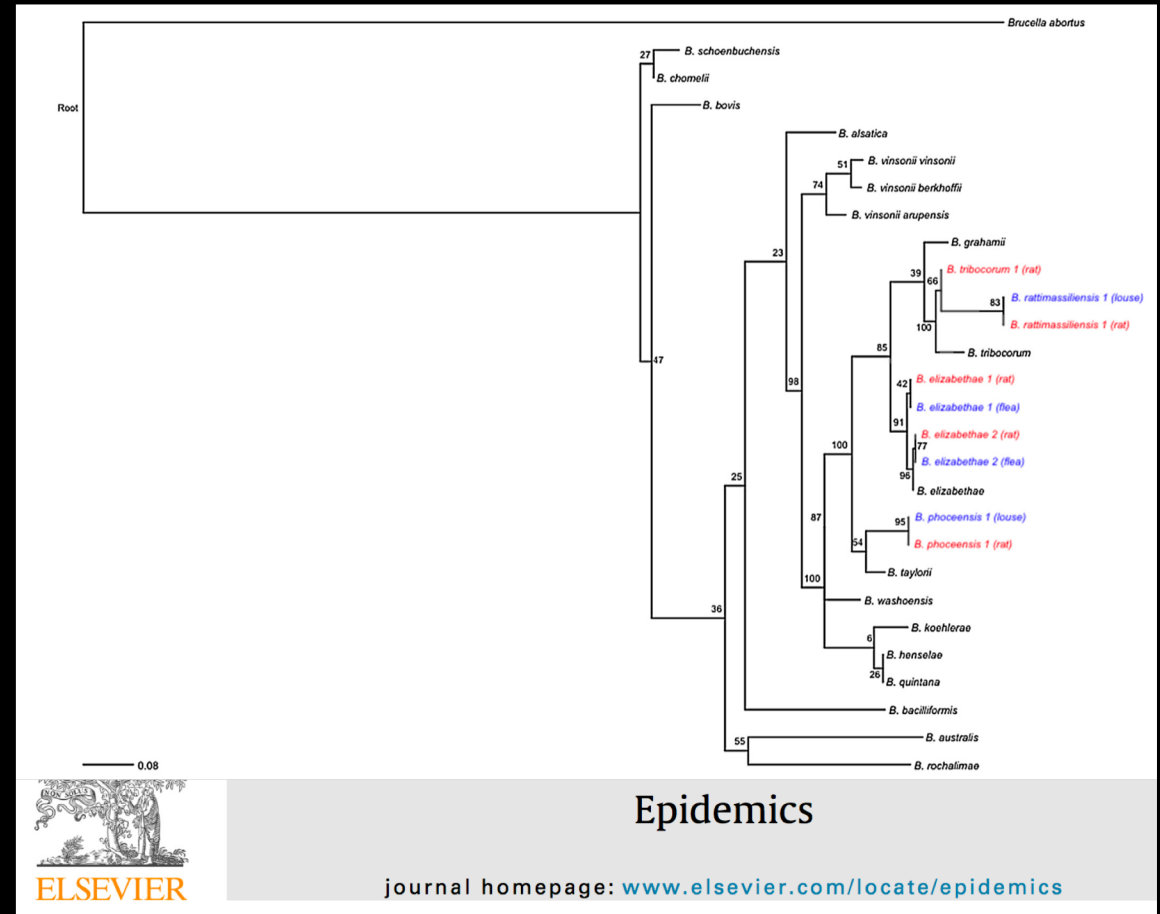 Brucella abortus
27
B. schoenbuchensis
B. chomelii
B. bovis
Root
B. alsatica
51
B. vinsonii vinsonii
74
B. vinsonii berkhoffii
B. vinsonii arupensis
B. grahamii
23
39
66
B. tribocorum 1 (rat)
83
B. rattimassiliensis 1 (louse)
B. rattimassiliensis 1 (rat)
100
85
B. tribocorum
47
98
42
B. elizabethae 1 (rat)
B. elizabethae 1 (flea)
91
B. elizabethae 2 (rat)
100
77
B. elizabethae 2 (flea)
25
96
B. elizabethae
87
95
B. phoceensis 1 (louse)
54
B. phoceensis 1 (rat)
100
B. taylorii
36
B. washoensis
6
B. koehlerae
B. henselae
26
B. quintana
B. bacilliformis
55
B. australis
0.08
B. rochalimae
NON SOLUS
Epidemics
ELSEVIER
journal homepage: www.elsevier.com/locate/epidemics